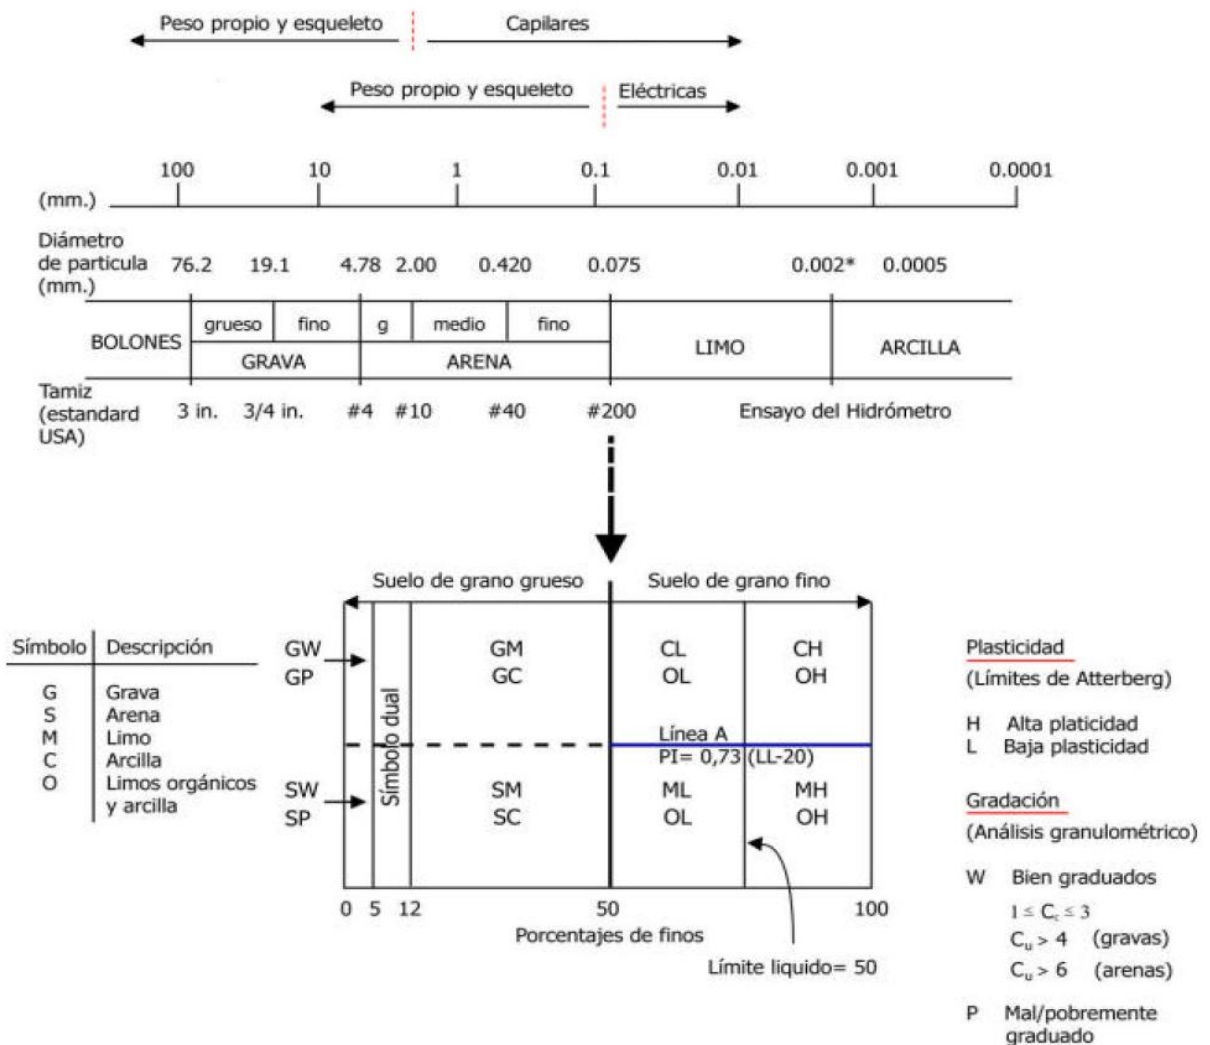 Peso propio y esqueleto
Capilares
Peso propio y esqueleto
Eléctricas
100 10 1 0.1 0.01 0.001 0.0001
(mm.)
Diámetro
de particula 76.2 19.1 4.78 2.00 0.420 0.075 0.002* 0.0005
(mm.)
BOLONES
grueso fino g medio fino
GRAVA ARENA
LIMO ARCILLA
Tamiz
(estandard 3 in. 3/4 in. #4 #10 #40 #200 Ensayo del Hidrómetro
USA)
Suelo de grano grueso Suelo de grano fino
Símbolo Descripción
G Grava
S Arena
M Limo
C Arcilla
O Limos orgánicos
y arcilla
GW
GP
SW
SP
Símbolo dual
GM
GC
CL
OL
CH
OH
Línea A
PI= 0,73 (LL-20)
SM
SC
ML
OL
MH
OH
0 5 12 50 100
Porcentajes de finos
Límite liquido= 50
Plasticidad
(Límites de Atterberg)
H Alta platicidad
L Baja plasticidad
Gradación
(Análisis granulométrico)
W Bien graduados
1 ≤ Cc ≤ 3
Cu > 4 (gravas)
Cu > 6 (arenas)
P Mal/pobremente
graduado